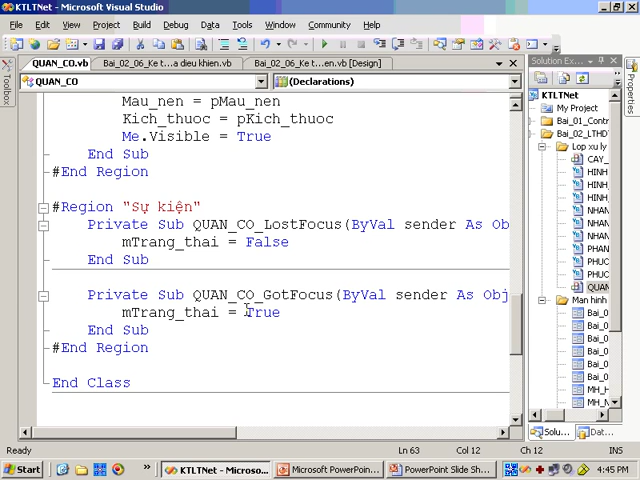 KTLTNet - Microsoft Visual Studio
File Edit View Project Build Debug Data Tools Window Community
Help
QUAN_CO.vb Bai_02_06_Ke t...a dieu khien.vb Bai_02_06_Ke t...en.vb [Design]
Solution Ex...
Toolbox
Properties
QUAN_CO (Declarations)
KTLTNet
My Project
Bai_01_Contr
Bai_02_LTHD
Lop xu ly
CAY_
HINH
HINH
NHAN
NHAN
NHAN
NHAN
PHAN
PHUC
PHUC
QUAN
Man hinh
Bai_0
Bai_0
Bai_0
Bai_0
Bai_0
Bai_0
MH_H
MH_N
Mau_nen = pMau_nen
Kich_thuoc = pKich_thuoc
Me.Visible = True
End Sub
#End Region
#Region "Sự kiện"
Private Sub QUAN_CO_LostFocus(ByVal sender As Ob
mTrang_thai = False
End Sub
Private Sub QUAN_CO_GotFocus(ByVal sender As Obj
mTrang_thai = True
End Sub
#End Region
End Class
Solu... Dat...
Ready Ln 63 Col 12 Ch 12 INS
Start » KTLTNet - Microso... Microsoft PowerPoin... PowerPoint Slide Sh... 4:45 PM